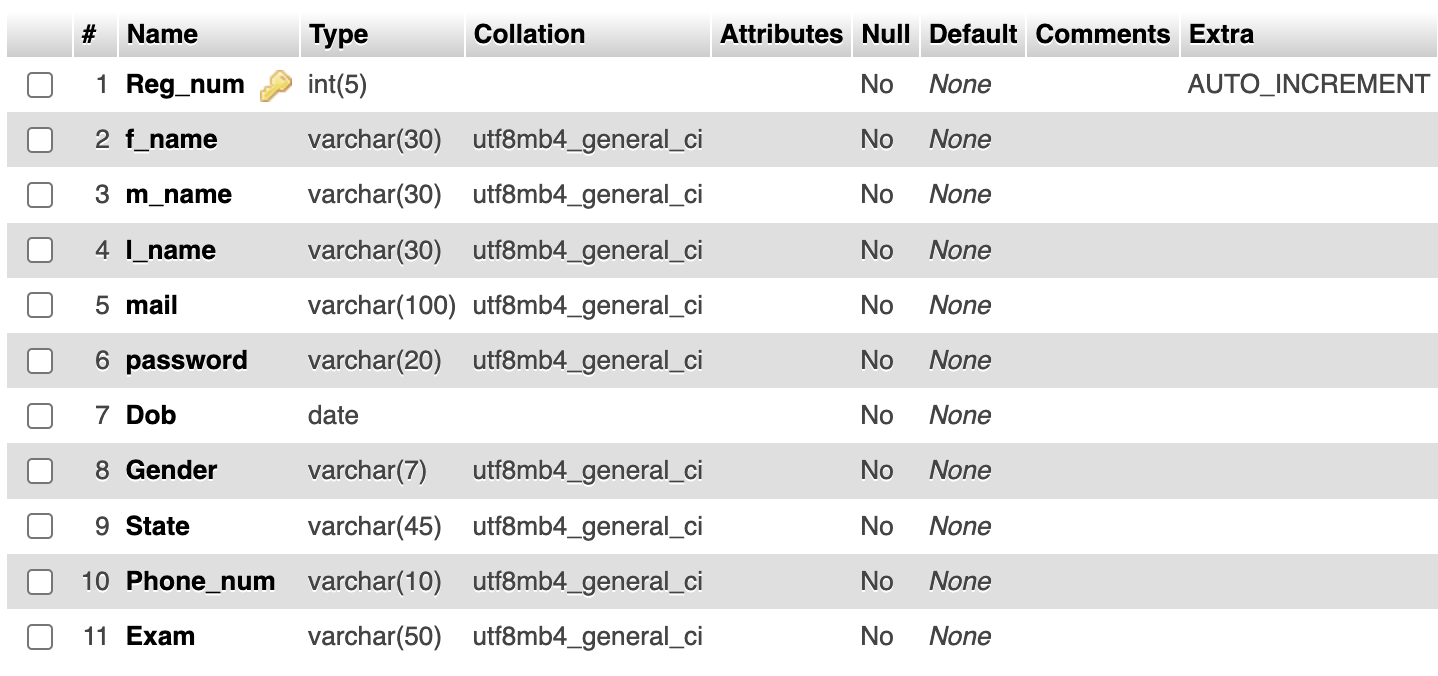 # Name Type Collation Attributes Null Default Comments Extra
1 Reg_num int(5) No None AUTO_INCREMENT
2 f_name varchar(30) utf8mb4_general_ci No None
3 m_name varchar(30) utf8mb4_general_ci No None
4 l_name varchar(30) utf8mb4_general_ci No None
5 mail varchar(100) utf8mb4_general_ci No None
6 password varchar(20) utf8mb4_general_ci No None
7 Dob date No None
8 Gender varchar(7) utf8mb4_general_ci No None
9 State varchar(45) utf8mb4_general_ci No None
10 Phone_num varchar(10) utf8mb4_general_ci No None
11 Exam varchar(50) utf8mb4_general_ci No None